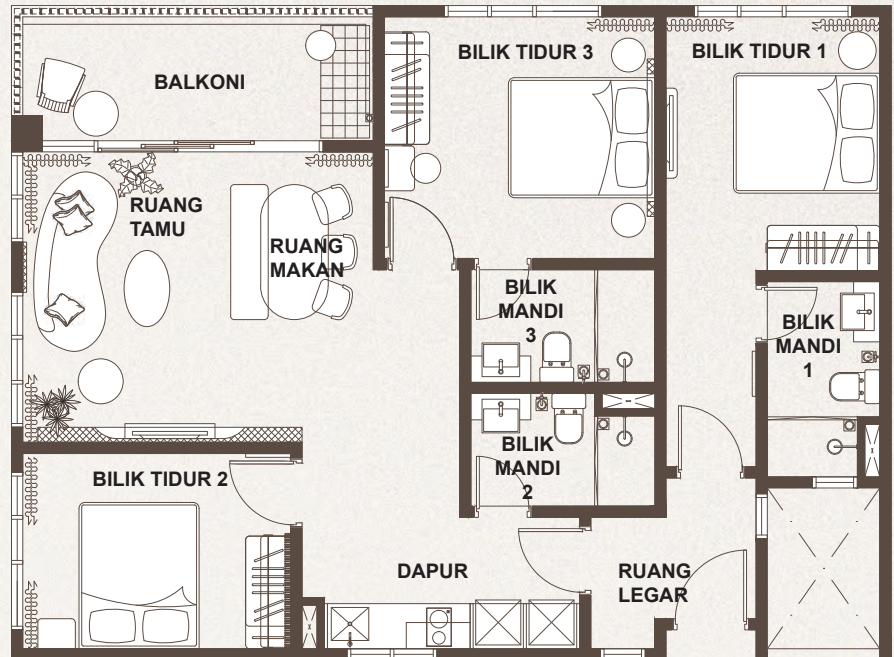 BILIK TIDUR 3
BILIK TIDUR 1
BALKONI
RUANG
TAMU
RUANG
MAKAN
BILIK
MANDI
3
BILIK
MANDI
1
BILIK
MANDI
2
BILIK TIDUR 2
DAPUR
RUANG
LEGAR